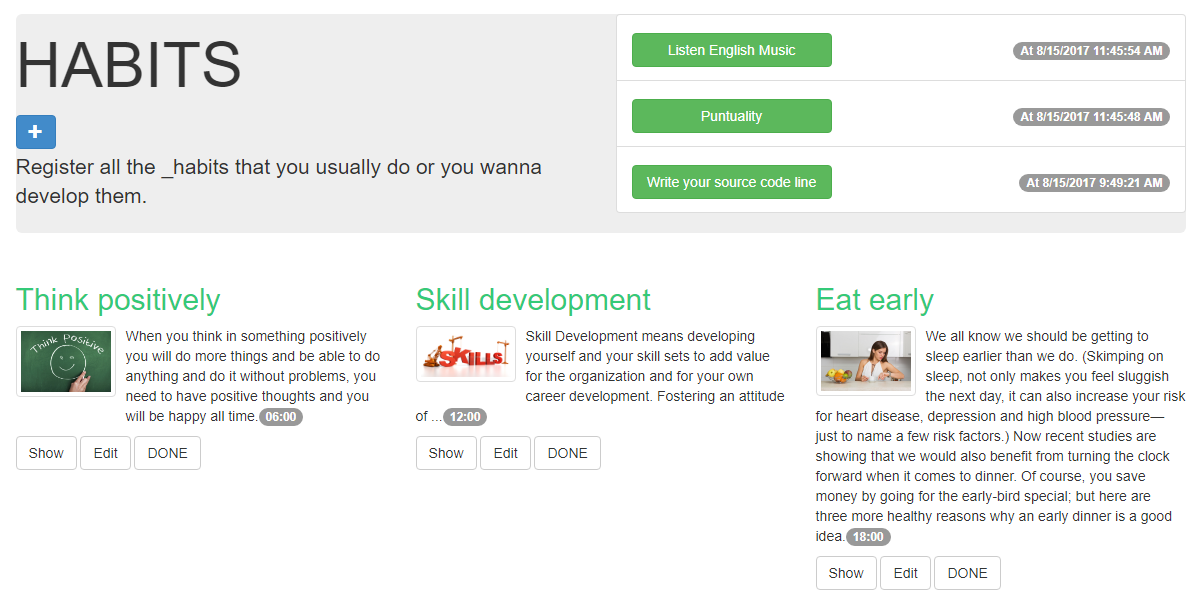 HABITS
+
Register all the _habits that you usually do or you wanna
develop them.
Listen English Music
At 8/15/2017 11:45:54 AM
Puntuality
At 8/15/2017 11:45:48 AM
Write your source code line
At 8/15/2017 9:49:21 AM
Think positively
Think Positive
When you think in something positively
you will do more things and be able to do
anything and do it without problems, you
need to have positive thoughts and you
will be happy all time. 06:00
Show Edit DONE
Skill development
SKILLS
Skill Development means developing
yourself and your skill sets to add value
for the organization and for your own
career development. Fostering an attitude
of ... 12:00
Show Edit DONE
Eat early
We all know we should be getting to
sleep earlier than we do. (Skimping on
sleep, not only makes you feel sluggish
the next day, it can also increase your risk
for heart disease, depression and high blood pressure—
just to name a few risk factors.) Now recent studies are
showing that we would also benefit from turning the clock
forward when it comes to dinner. Of course, you save
money by going for the early-bird special; but here are
three more healthy reasons why an early dinner is a good
idea. 18:00
Show Edit DONE